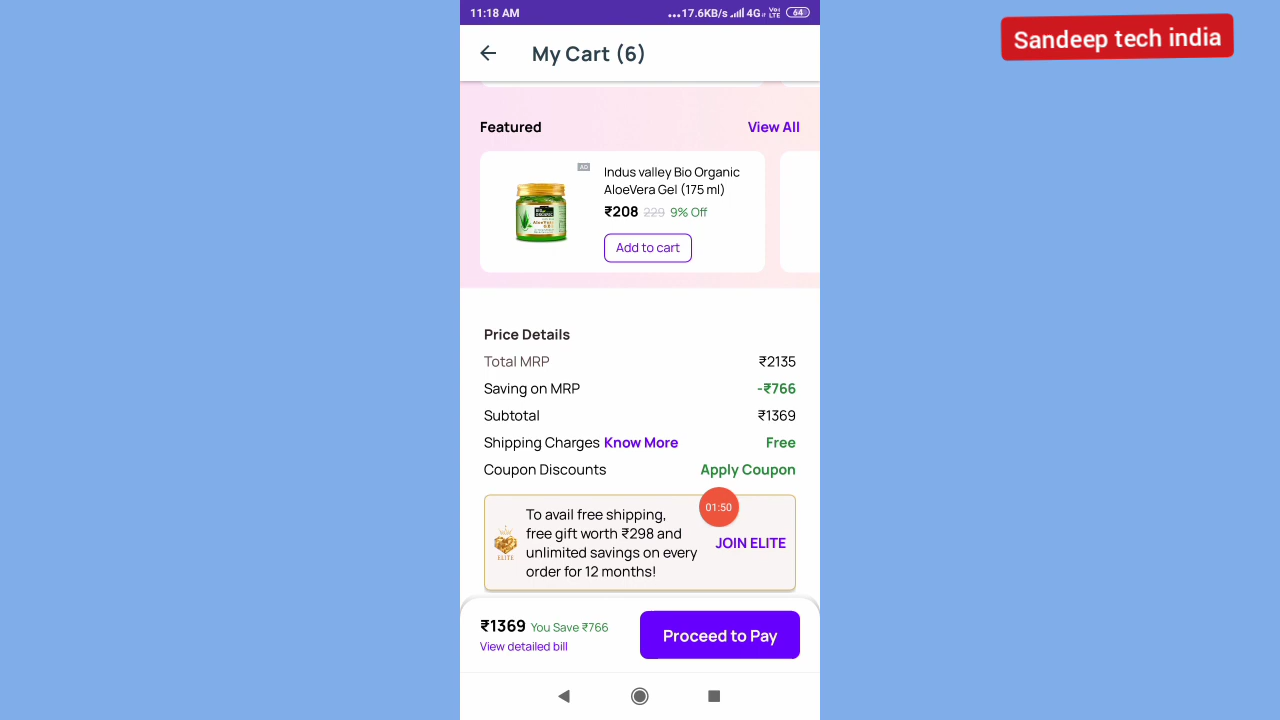 11:18 AM
...17.6KB/s 4G Vo LTE 64
Sandeep tech india
My Cart (6)
Featured
View All
AD
Indus valley Bio Organic
AloeVera Gel (175 ml)
₹208 229 9% Off
Add to cart
Price Details
Total MRP ₹2135
Saving on MRP -₹766
Subtotal ₹1369
Shipping Charges Know More Free
Coupon Discounts Apply Coupon
To avail free shipping,
free gift worth ₹298 and
unlimited savings on every
order for 12 months!
ELITE
01:50
JOIN ELITE
₹1369 You Save ₹766
View detailed bill
Proceed to Pay